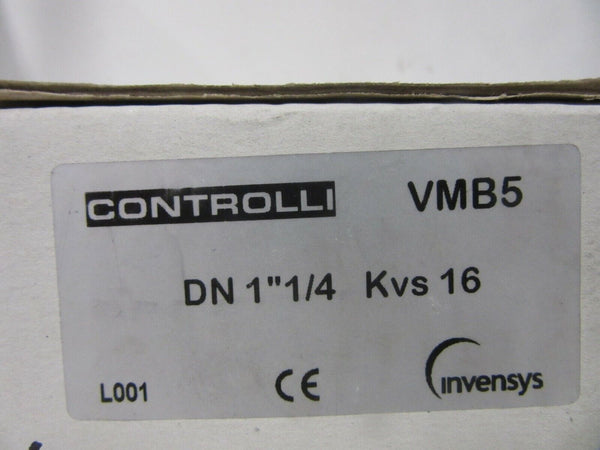 CONTROLLI VMB5
DN 1"1/4 Kvs 16
L001 CE invensys